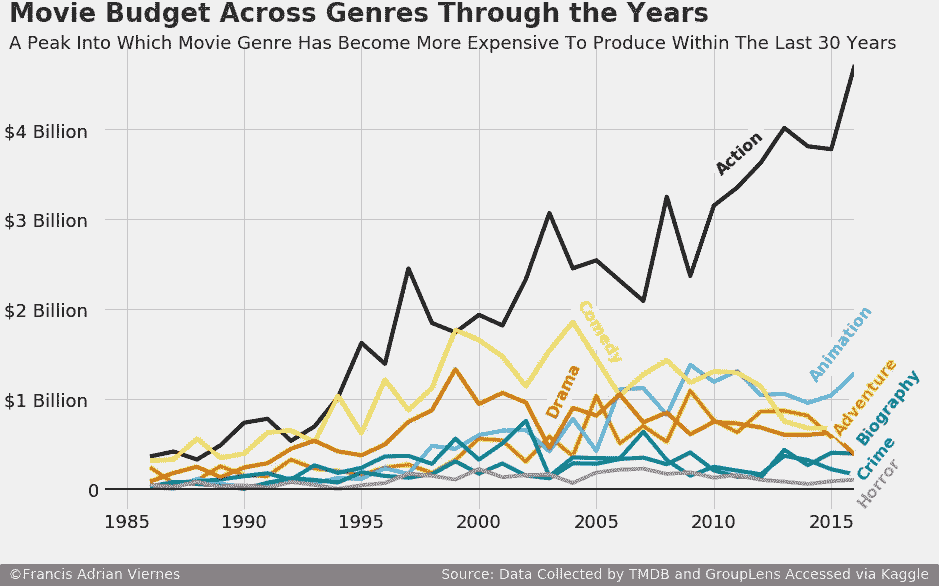 Movie Budget Across Genres Through the Years
A Peak Into Which Movie Genre Has Become More Expensive To Produce Within The Last 30 Years
$4 Billion
Action
$3 Billion
$2 Billion
Comedy
Animation
Drama
Adventure
$1 Billion
Biography
Crime
Horror
0
1985 1990 1995 2000 2005 2010 2015
©Francis Adrian Viernes Source: Data Collected by TMDB and GroupLens Accessed via Kaggle